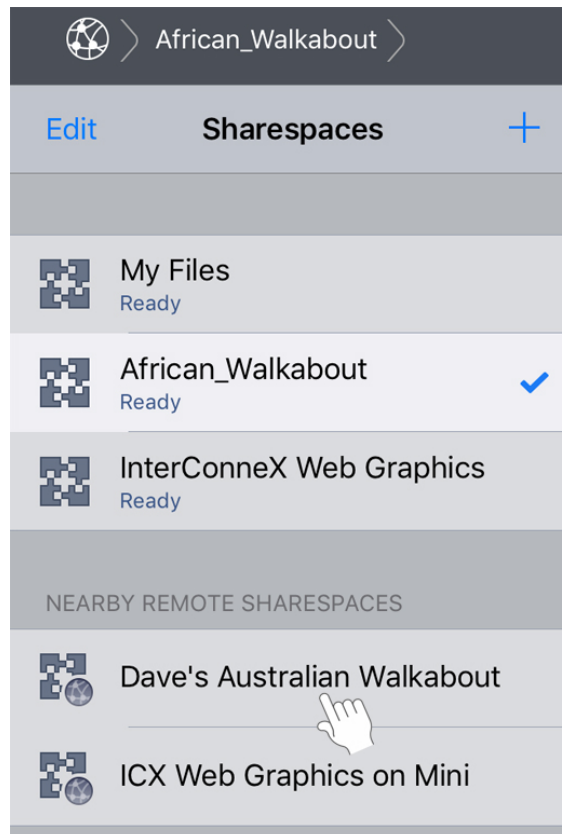 African_Walkabout
Edit Sharespaces +
My Files
Ready
African_Walkabout
Ready
InterConneX Web Graphics
Ready
NEARBY REMOTE SHARESPACES
Dave's Australian Walkabout
ICX Web Graphics on Mini